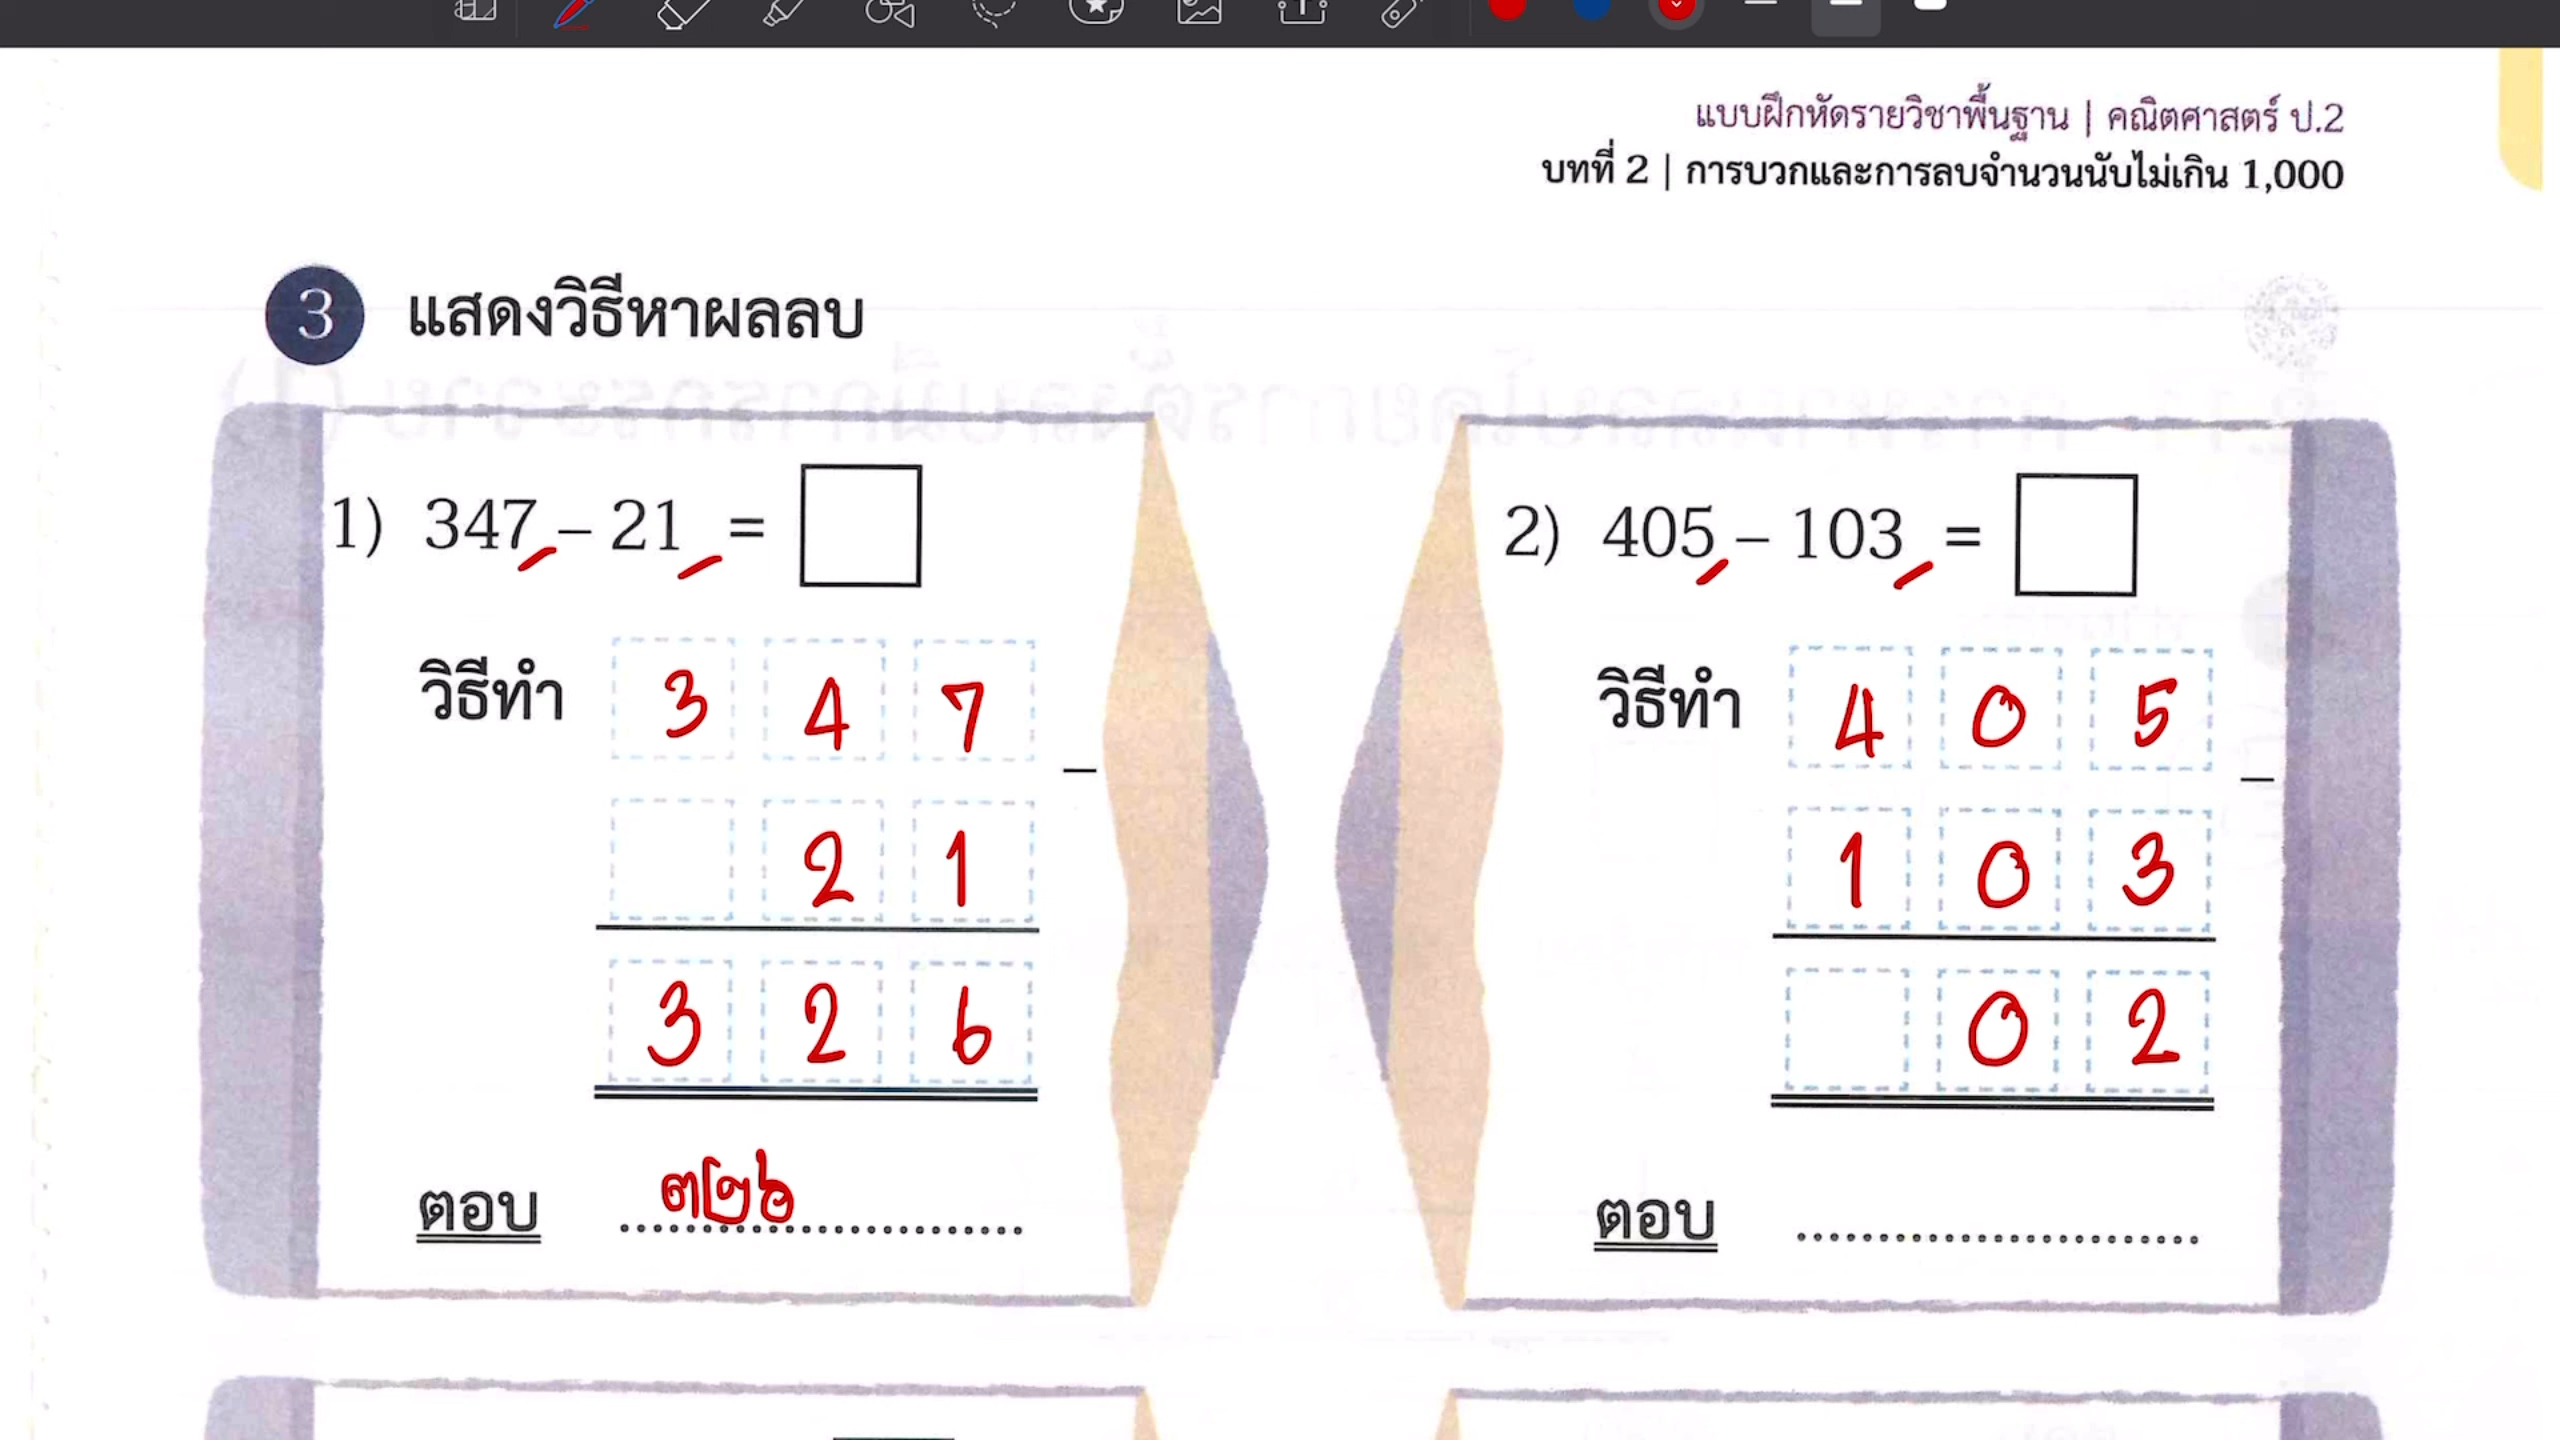 แบบฝึกหัดรายวิชาพื้นฐาน | คณิตศาสตร์ ป.2
บทที่ 2 | การบวกและการลบจำนวนนับไม่เกิน 1,000
3 แสดงวิธีหาผลลบ
1) 347 – 21 =
วิธีทำ 3 4 7
–
2 1
3 2 6
ตอบ ๓๒๖
2) 405 – 103 =
วิธีทำ 4 0 5
–
1 0 3
0 2
ตอบ